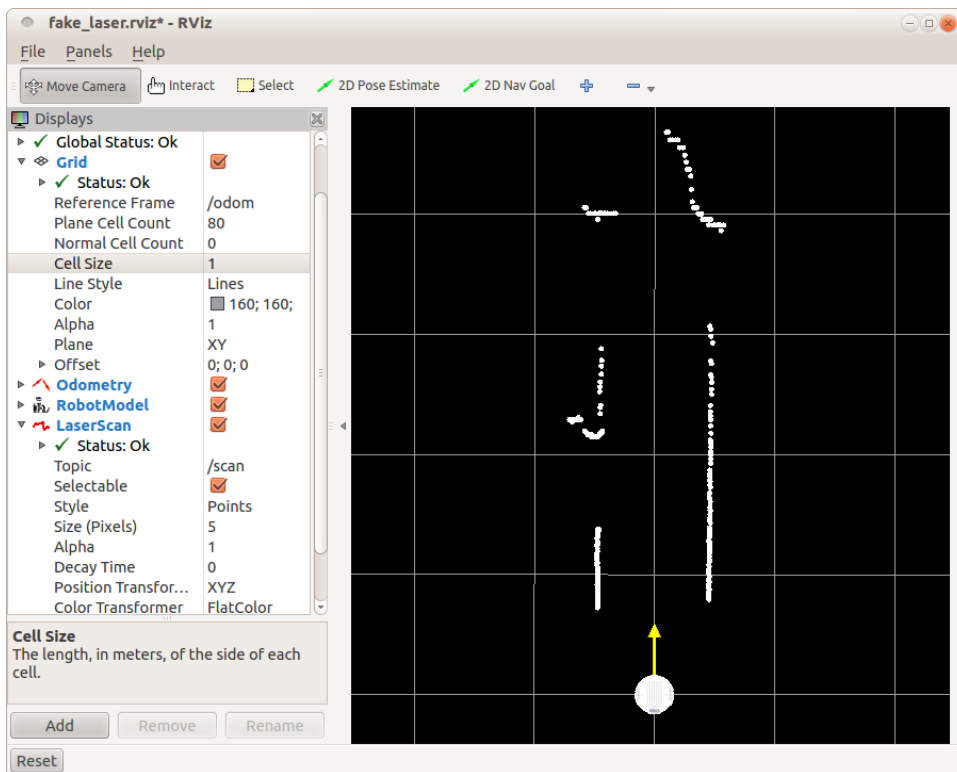 fake_laser.rviz* - RViz
File Panels Help
Move Camera Interact Select 2D Pose Estimate 2D Nav Goal
Displays
Global Status: Ok
Grid
Status: Ok
Reference Frame /odom
Plane Cell Count 80
Normal Cell Count 0
Cell Size 1
Line Style Lines
Color 160; 160;
Alpha 1
Plane XY
Offset 0; 0; 0
Odometry
RobotModel
LaserScan
Status: Ok
Topic /scan
Selectable
Style Points
Size (Pixels) 5
Alpha 1
Decay Time 0
Position Transfor... XYZ
Color Transformer FlatColor
Cell Size
The length, in meters, of the side of each
cell.
Add Remove Rename
Reset